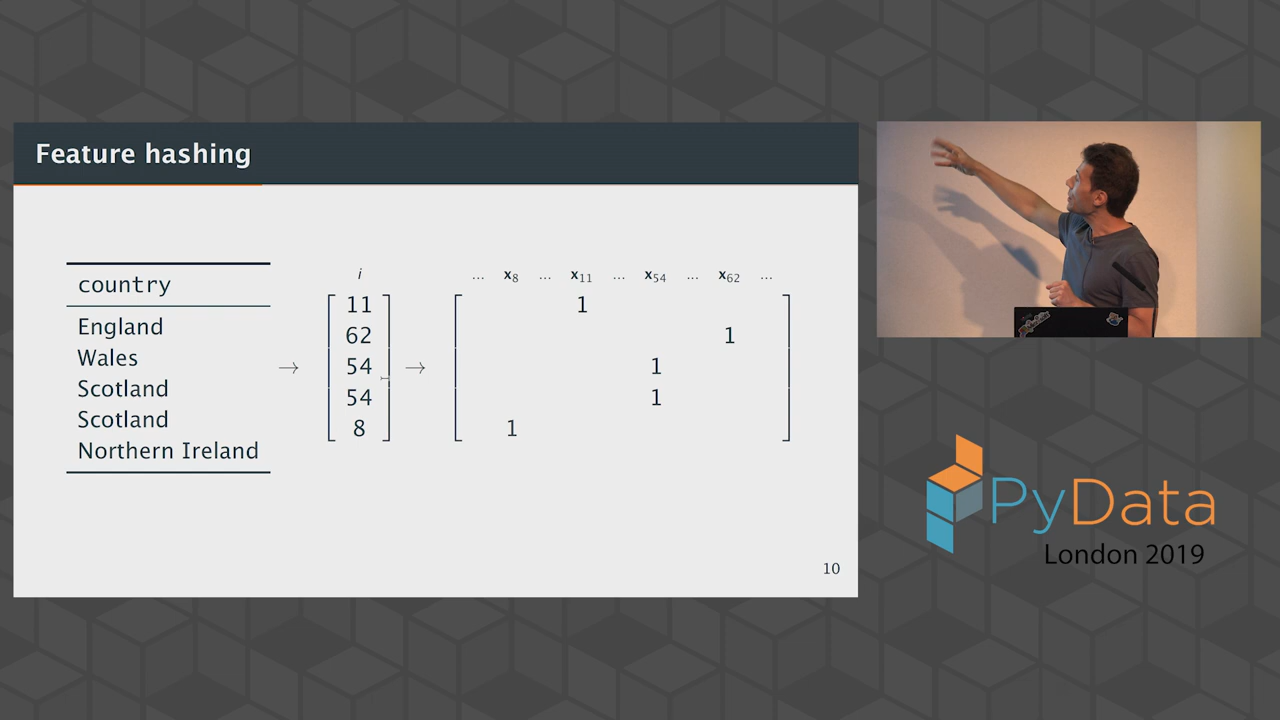 Feature hashing
country
England
Wales
Scotland
Scotland
Northern Ireland
→
i
11
62
54
54
8
→
... x₈ ... x₁₁ ... x₅₄ ... x₆₂ ...
1
1
1
1
1
10
PyData
London 2019